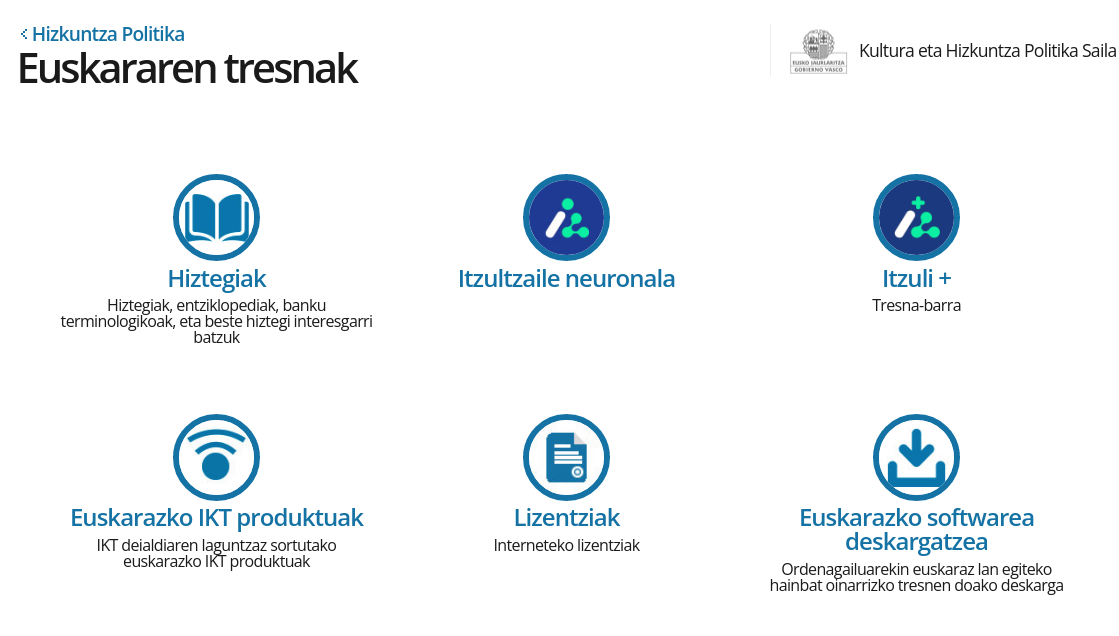 Hizkuntza Politika
Euskararen tresnak
EUSKO JAURLARITZA
GOBIERNO VASCO
Kultura eta Hizkuntza Politika Saila
Hiztegiak
Hiztegiak, entziklopediak, banku
terminologikoak, eta beste hiztegi interesgarri
batzuk
Itzultzaile neuronala
Itzuli +
Tresna-barra
Euskarazko IKT produktuak
IKT deialdiaren laguntzaz sortutako
euskarazko IKT produktuak
Lizentziak
Interneteko lizentziak
Euskarazko softwarea
deskargatzea
Ordenagailuarekin euskaraz lan egiteko
hainbat oinarrizko tresnen doako deskarga